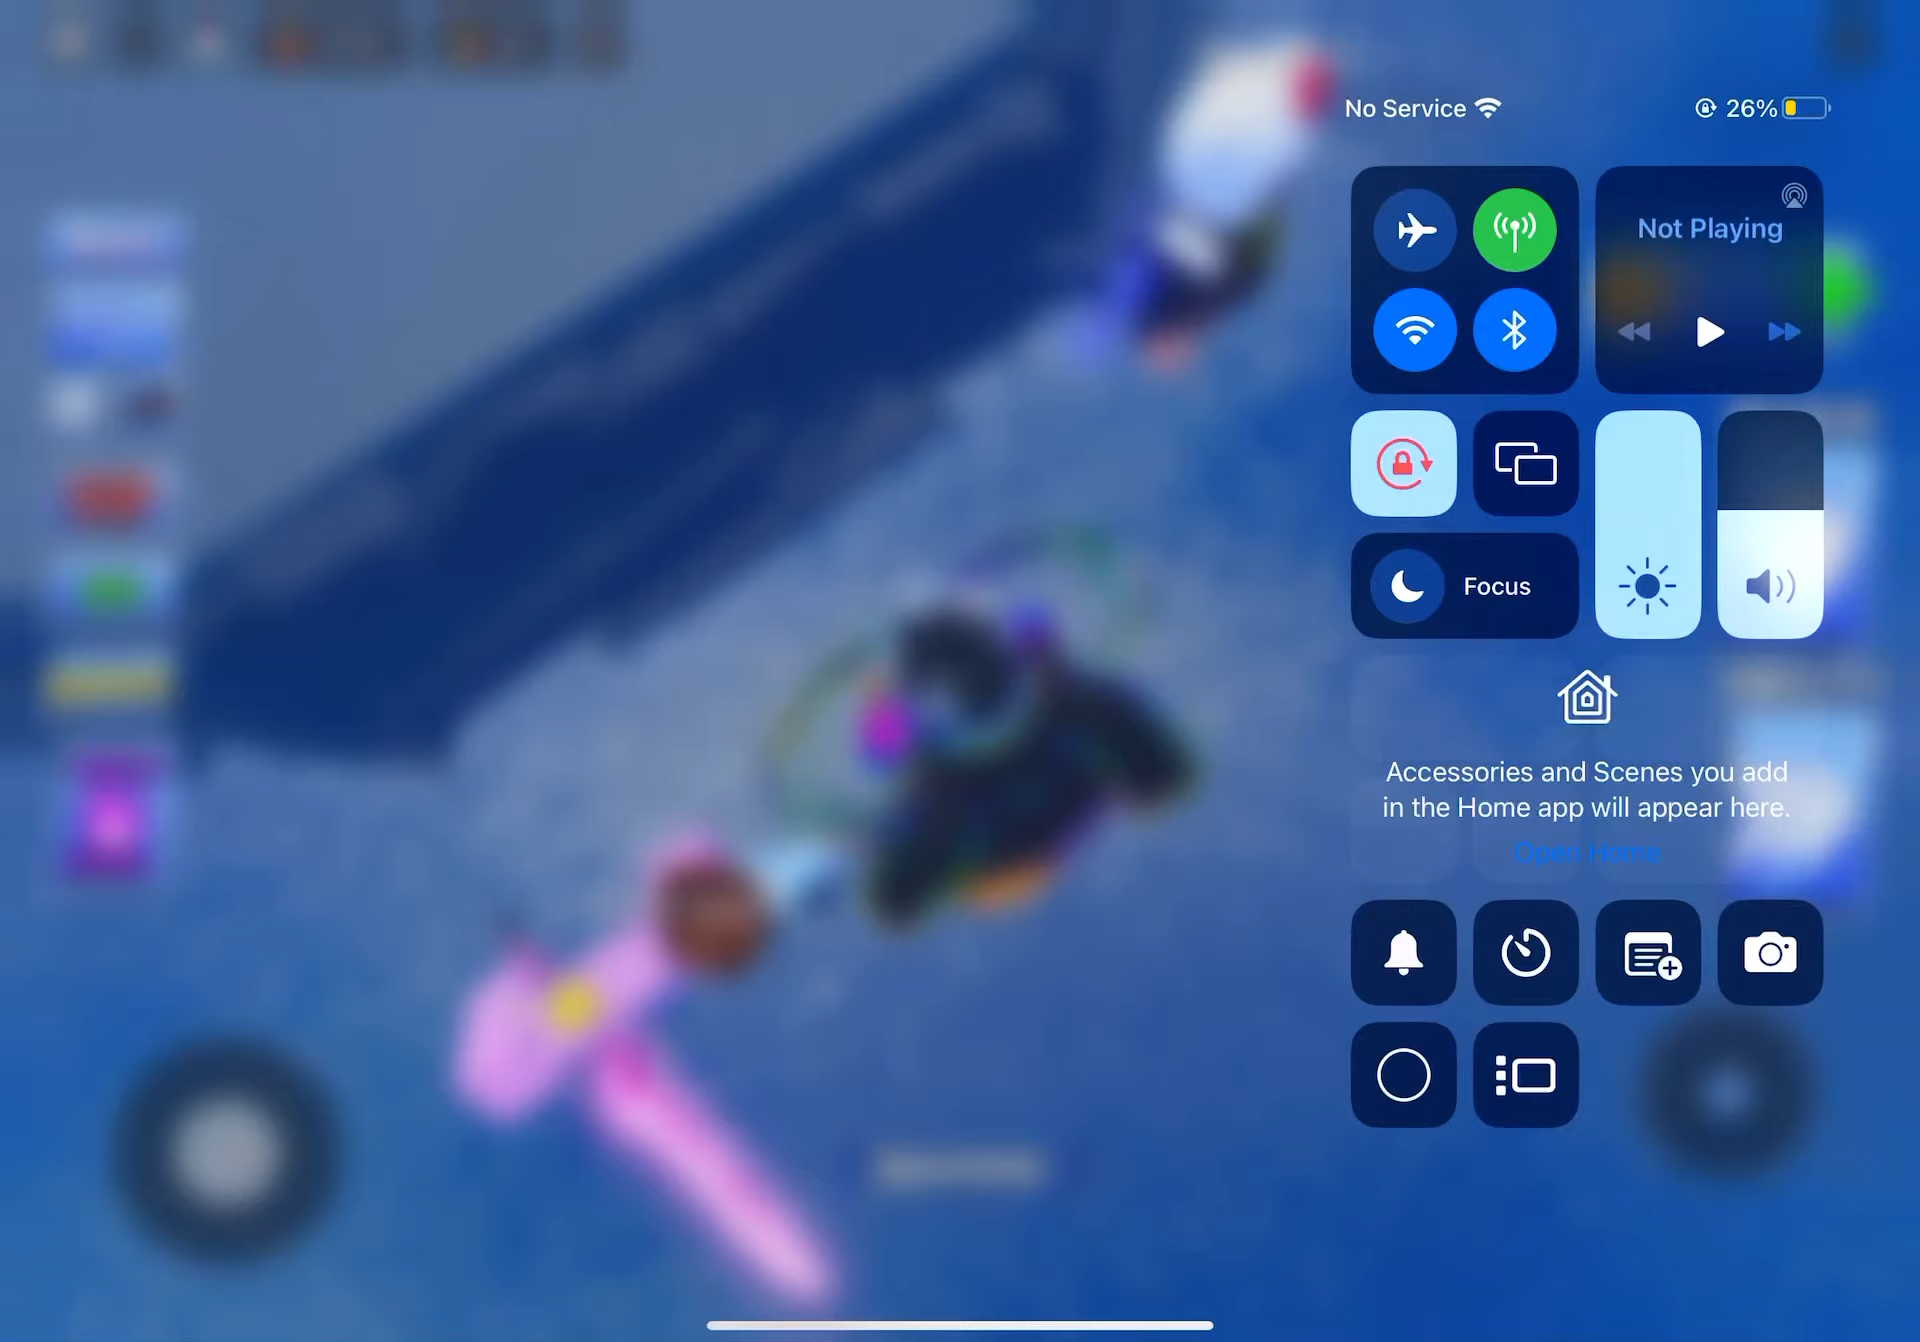 No Service
26%
Not Playing
Focus
Accessories and Scenes you add
in the Home app will appear here.
Open Home